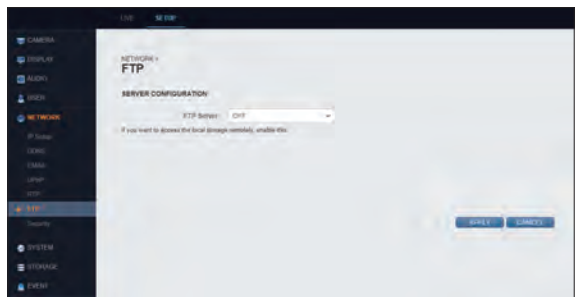 LIVE SETUP
CAMERA
DISPLAY
AUDIO
USER
NETWORK
IP Setup
DDNS
EMAIL
UPNP
RTP
FTP
Security
SYSTEM
STORAGE
EVENT
NETWORK >
FTP
SERVER CONFIGURATION
FTP Server : OFF
If you want to access the local storage remotely, enable this.
APPLY CANCEL